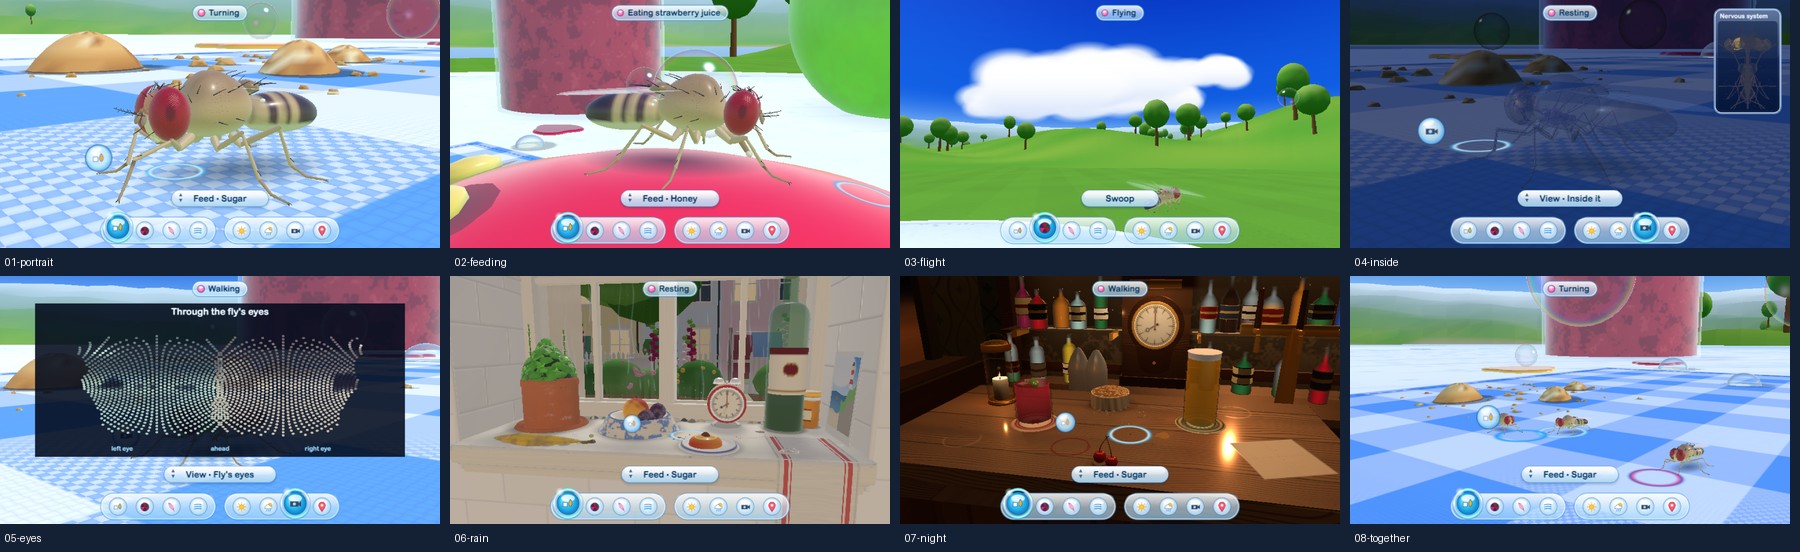 Turning
Feed • Sugar
01-portrait
Eating strawberry juice
Feed • Honey
02-feeding
Flying
Swoop
03-flight
Resting
Nervous system
View • Inside it
04-inside
Walking
Through the fly's eyes
left eye
ahead
right eye
View • Fly's eyes
05-eyes
Resting
Feed • Sugar
06-rain
Walking
Feed • Sugar
07-night
Turning
Feed • Sugar
08-together